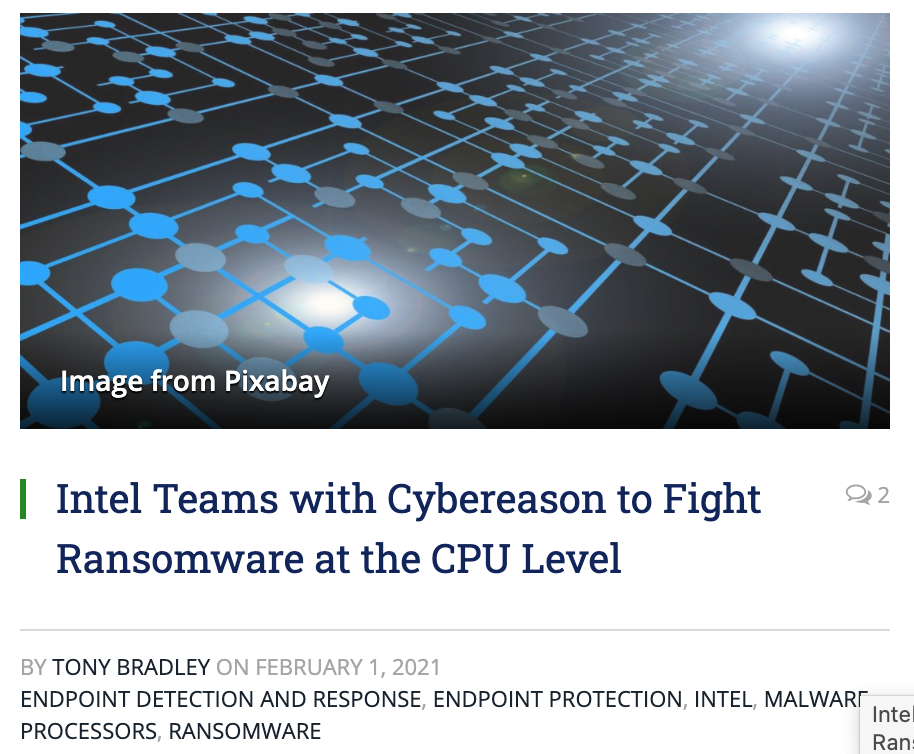 Image from Pixabay
Intel Teams with Cybereason to Fight
2
Ransomware at the CPU Level
BY TONY BRADLEY ON FEBRUARY 1, 2021
ENDPOINT DETECTION AND RESPONSE, ENDPOINT PROTECTION, INTEL, MALWARE
PROCESSORS, RANSOMWARE